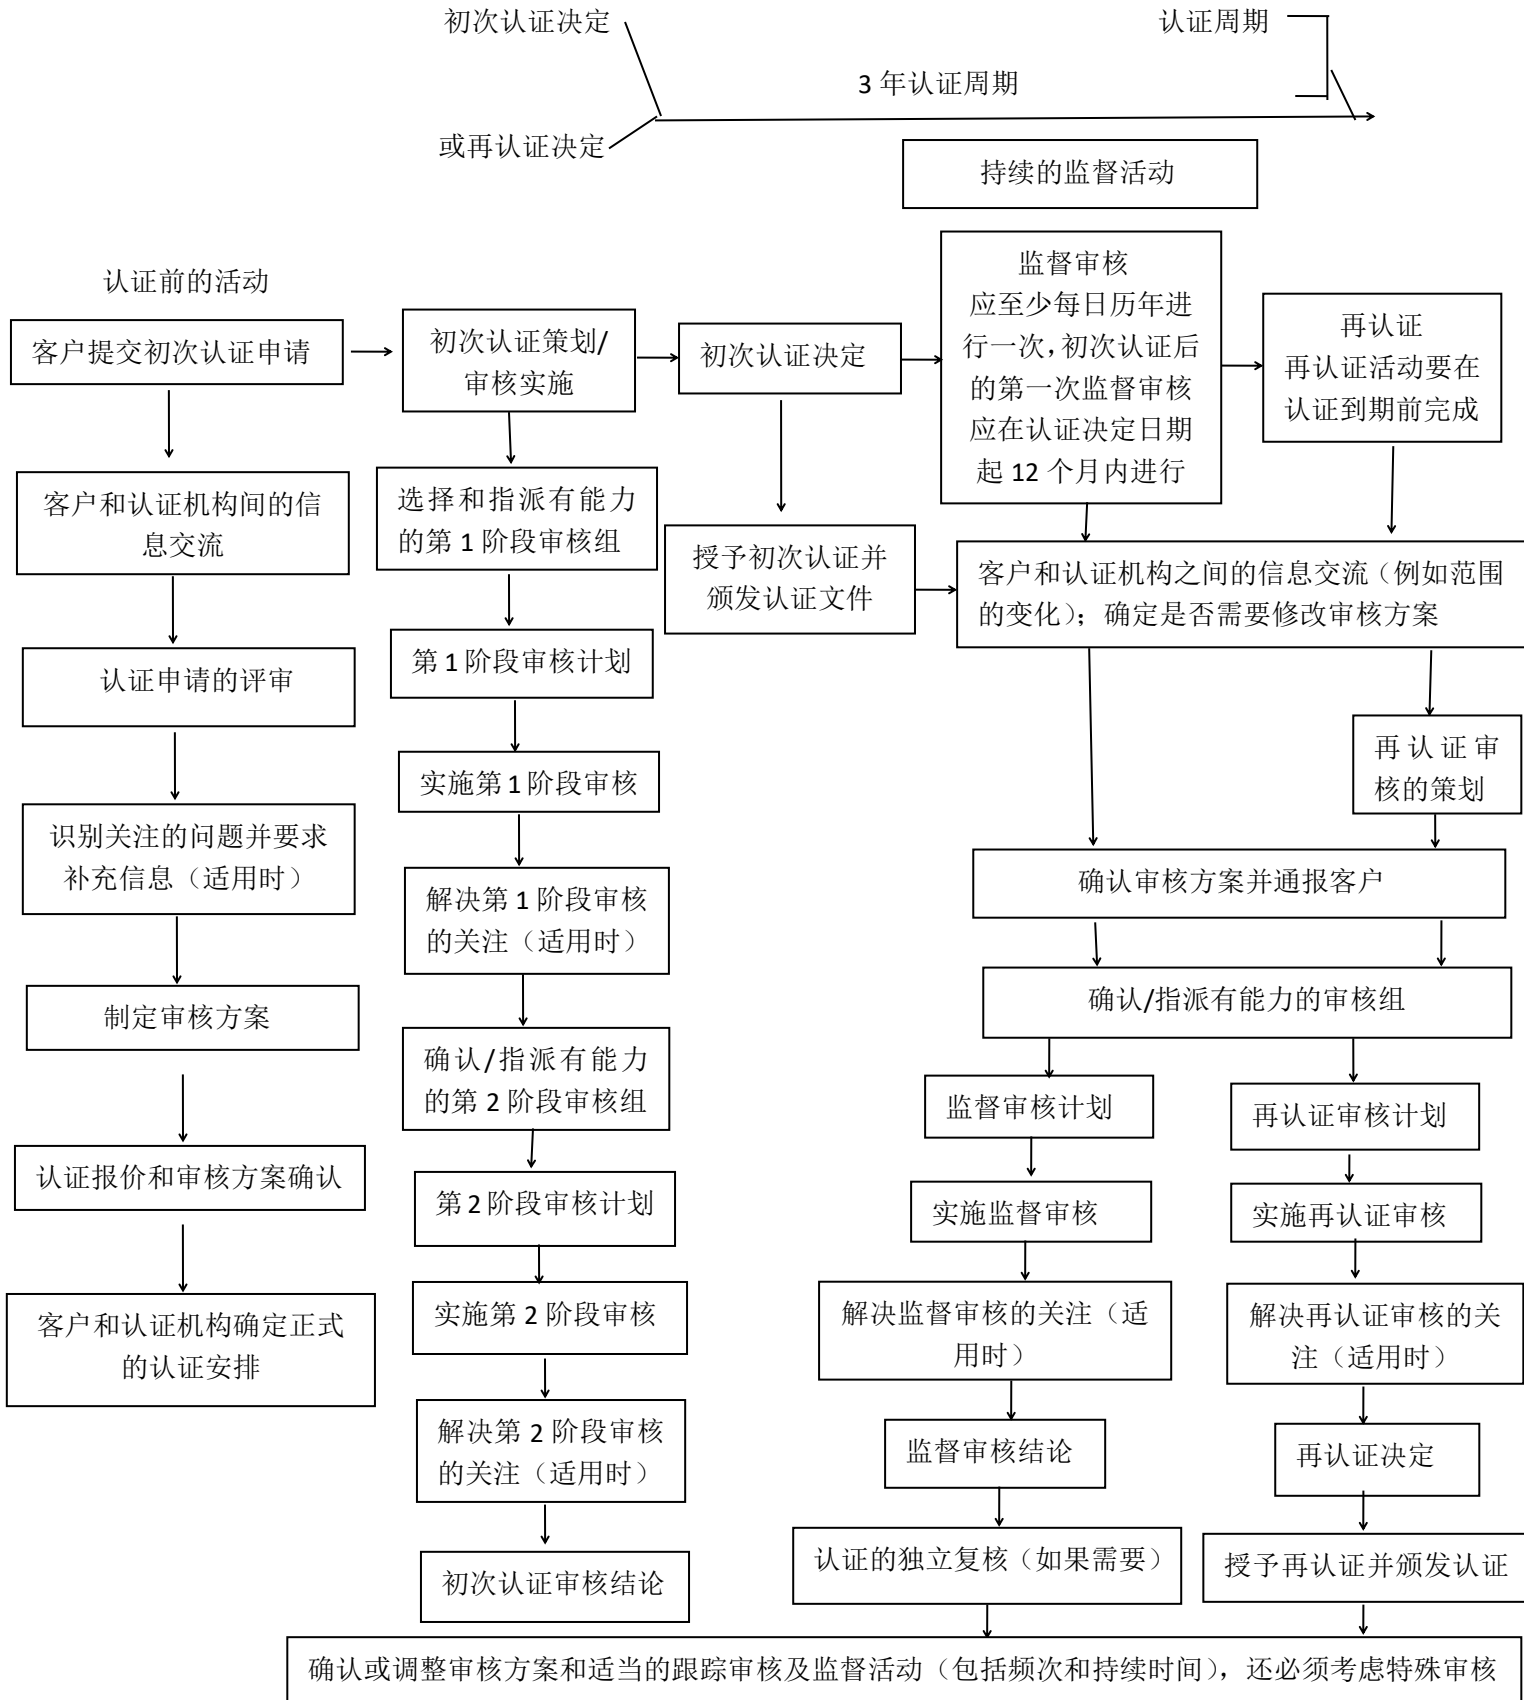 初次认证决定
认证周期
3 年认证周期
或再认证决定
持续的监督活动
认证前的活动
客户提交初次认证申请
客户和认证机构间的信
息交流
认证申请的评审
识别关注的问题并要求
补充信息（适用时）
制定审核方案
认证报价和审核方案确认
客户和认证机构确定正式
的认证安排
初次认证策划/
审核实施
选择和指派有能力
的第 1 阶段审核组
第 1 阶段审核计划
实施第 1 阶段审核
解决第 1 阶段审核
的关注（适用时）
确认/指派有能力
的第 2 阶段审核组
第 2 阶段审核计划
实施第 2 阶段审核
解决第 2 阶段审核
的关注（适用时）
初次认证审核结论
初次认证决定
授予初次认证并
颁发认证文件
监督审核
应至少每日历年进
行一次，初次认证后
的第一次监督审核
应在认证决定日期
起 12 个月内进行
再认证
再认证活动要在
认证到期前完成
客户和认证机构之间的信息交流（例如范围
的变化）；确定是否需要修改审核方案
再认证审
核的策划
确认审核方案并通报客户
确认/指派有能力的审核组
监督审核计划
实施监督审核
解决监督审核的关注（适
用时）
监督审核结论
认证的独立复核（如果需要）
再认证审核计划
实施再认证审核
解决再认证审核的关
注（适用时）
再认证决定
授予再认证并颁发认证
确认或调整审核方案和适当的跟踪审核及监督活动（包括频次和持续时间），还必须考虑特殊审核